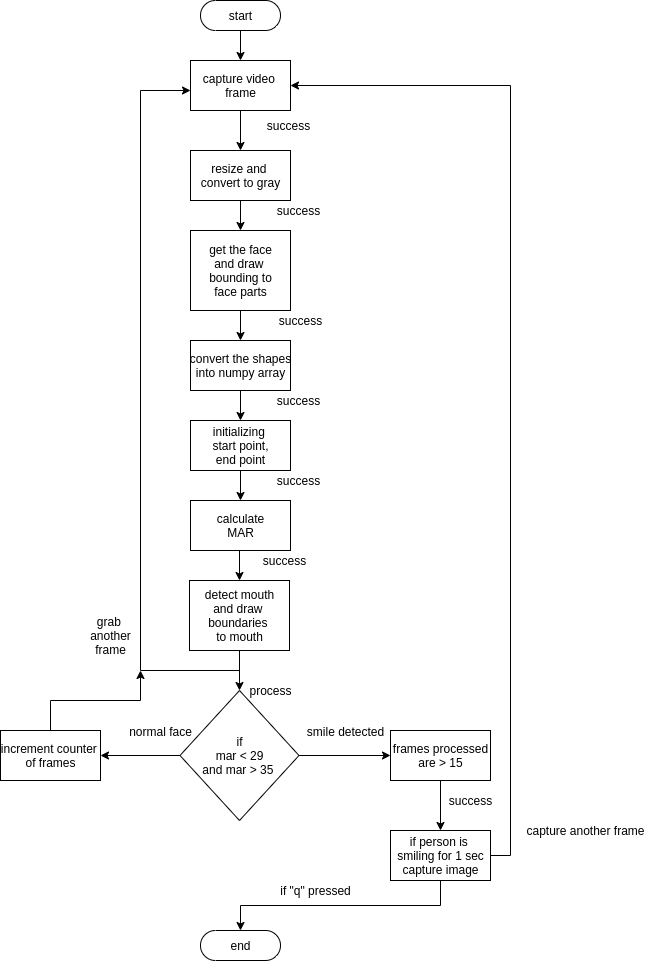 start
capture video
frame
success
resize and
convert to gray
success
get the face
and draw
bounding to
face parts
success
convert the shapes
into numpy array
success
initializing
start point,
end point
success
calculate
MAR
success
detect mouth
and draw
boundaries
to mouth
grab
another
frame
process
normal face
smile detected
increment counter
of frames
if
mar < 29
and mar > 35
frames processed
are > 15
success
if person is
smiling for 1 sec
capture image
capture another frame
if "q" pressed
end